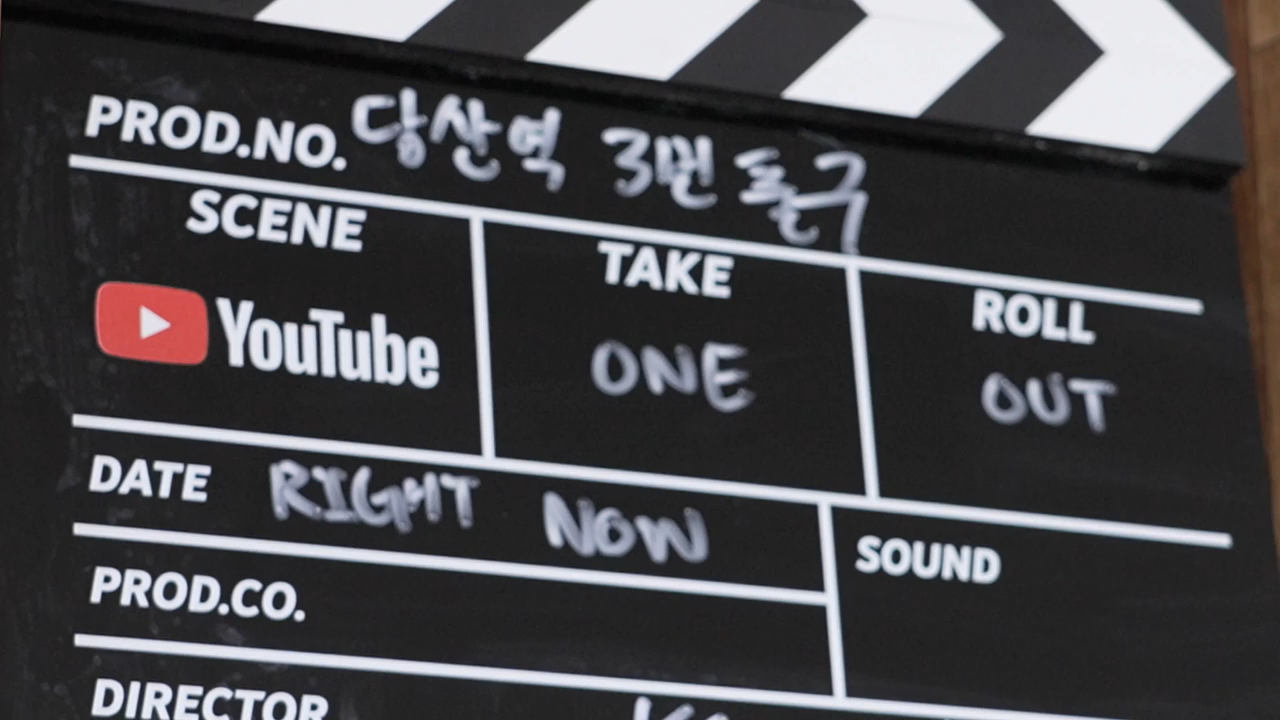 PROD.NO. 당산역 3번 출구
SCENE TAKE ROLL
YouTube ONE OUT
DATE RIGHT NOW
SOUND
PROD.CO.
DIRECTOR